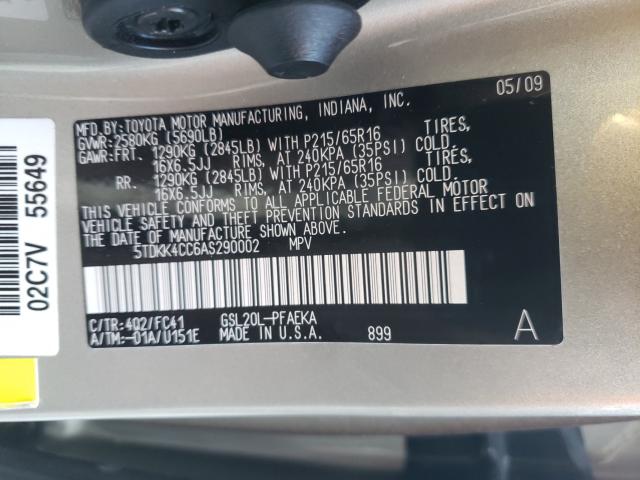 05/09
MFD.BY:TOYOTA MOTOR MANUFACTURING, INDIANA, INC.
GVWR:2580KG (5690LB)
GAWR:FRT. 1290KG (2845LB) WITH P215/65R16 TIRES,
16X6.5JJ RIMS, AT 240KPA (35PSI) COLD.
RR. 1290KG (2845LB) WITH P215/65R16 TIRES,
16X6.5JJ RIMS, AT 240KPA (35PSI) COLD.
THIS VEHICLE CONFORMS TO ALL APPLICABLE FEDERAL MOTOR
VEHICLE SAFETY AND THEFT PREVENTION STANDARDS IN EFFECT ON
THE DATE OF MANUFACTURE SHOWN ABOVE.
5TDKK4CC6AS290002 MPV
C/TR:4Q2/FC41 GSL20L-PFAEKA
A/TM:-01A/U151E MADE IN U.S.A. 899 A
02C7V 55649